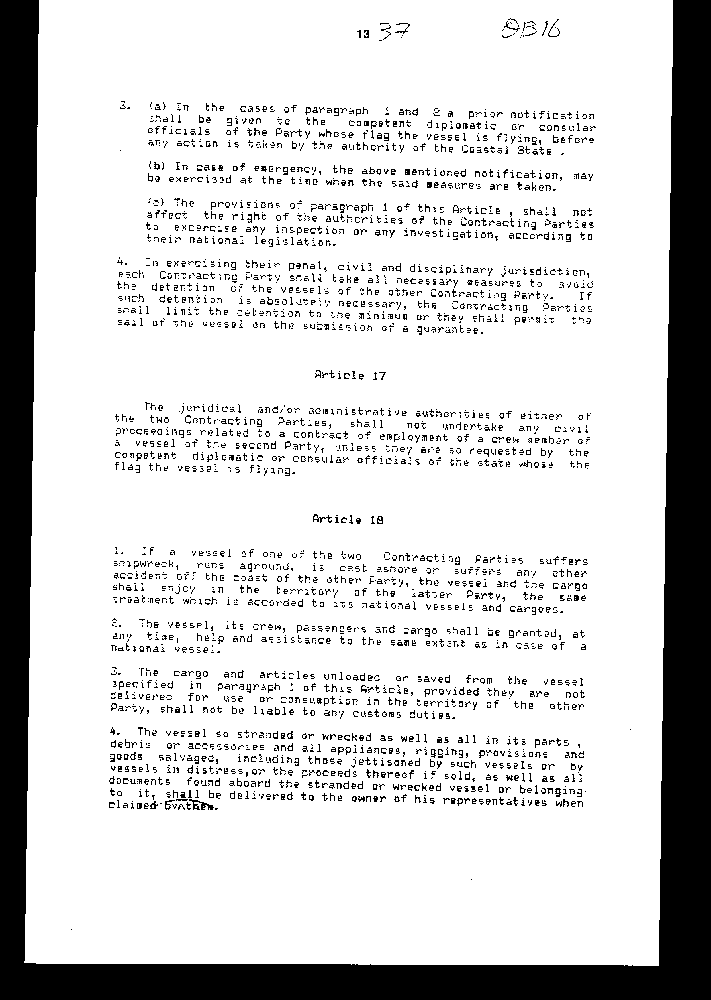 13 37 OB16
3. (a) In the cases of paragraph 1 and 2 a prior notification
shall be given to the competent diplomatic or consular
officials of the Party whose flag the vessel is flying, before
any action is taken by the authority of the Coastal State .
(b) In case of emergency, the above mentioned notification, may
be exercised at the time when the said measures are taken.
(c) The provisions of paragraph 1 of this Article , shall not
affect the right of the authorities of the Contracting Parties
to excercise any inspection or any investigation, according to
their national legislation.
4. In exercising their penal, civil and disciplinary jurisdiction,
each Contracting Party shall take all necessary measures to avoid
the detention of the vessels of the other Contracting Party. If
such detention is absolutely necessary, the Contracting Parties
shall limit the detention to the minimum or they shall permit the
sail of the vessel on the submission of a guarantee.
Article 17
The juridical and/or administrative authorities of either of
the two Contracting Parties, shall not undertake any civil
proceedings related to a contract of employment of a crew member of
a vessel of the second Party, unless they are so requested by the
competent diplomatic or consular officials of the state whose the
flag the vessel is flying.
Article 18
1. If a vessel of one of the two Contracting Parties suffers
shipwreck, runs aground, is cast ashore or suffers any other
accident off the coast of the other Party, the vessel and the cargo
shall enjoy in the territory of the latter Party, the same
treatment which is accorded to its national vessels and cargoes.
2. The vessel, its crew, passengers and cargo shall be granted, at
any time, help and assistance to the same extent as in case of a
national vessel.
3. The cargo and articles unloaded or saved from the vessel
specified in paragraph 1 of this Article, provided they are not
delivered for use or consumption in the territory of the other
Party, shall not be liable to any customs duties.
4. The vessel so stranded or wrecked as well as all in its parts ,
debris or accessories and all appliances, rigging, provisions and
goods salvaged, including those jettisoned by such vessels or by
vessels in distress,or the proceeds thereof if sold, as well as all
documents found aboard the stranded or wrecked vessel or belonging
to it, shall be delivered to the owner of his representatives when
claimed by them